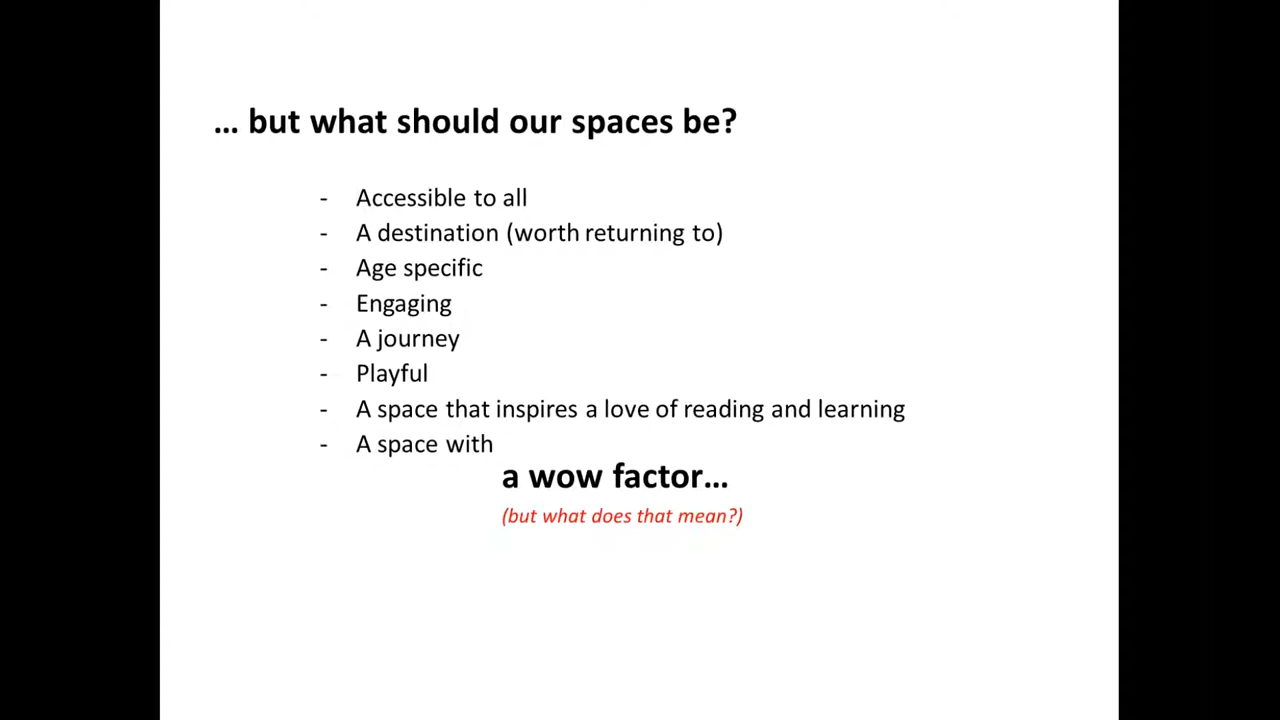 … but what should our spaces be?
- Accessible to all
- A destination (worth returning to)
- Age specific
- Engaging
- A journey
- Playful
- A space that inspires a love of reading and learning
- A space with
a wow factor…
(but what does that mean?)